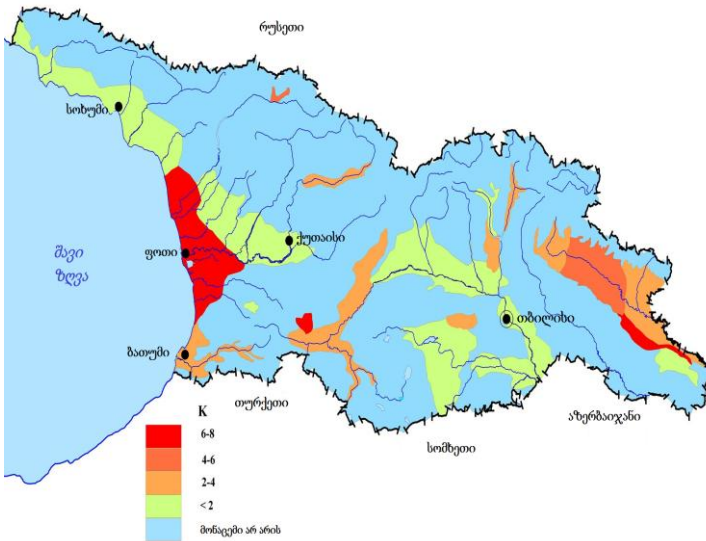 რუსეთი
სოხუმი
ქუთაისი
შავი
ზღვა
ფოთი
თბილისი
ბათუმი
თურქეთი
აზერბაიჯანი
სომხეთი
K
6-8
4-6
2-4
< 2
მონაცემი არ არის